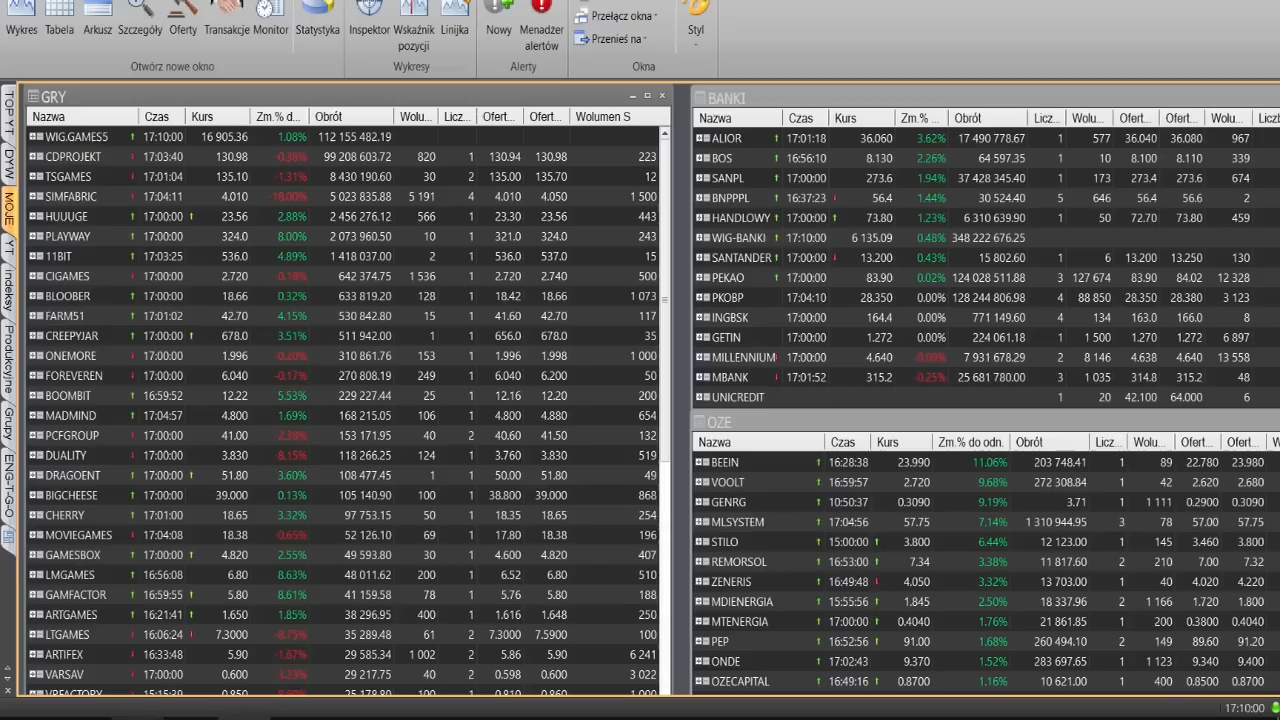 Wykres Tabela Arkusz Szczegóły Oferty Transakcje Monitor Statystyka Inspektor Wskaźnik pozycji Linijka Nowy Menadżer alertów Przełącz okna Przenieś na Styl
Otwórz nowe okno Wykresy Alerty Okna
TOP YT
DYW
MOJE
YT
indeksy
Produkcyjne
Grupy
ENG-T-G-O
GRY
Nazwa Czas Kurs Zm.% d... Obrót Wolu... Licz... Ofert... Ofert... Wolumen S
WIG.GAMES5 17:10:00 16 905.36 1.08% 112 155 482.19
CDPROJEKT 17:03:40 130.98 -0.38% 99 208 603.72 820 1 130.94 130.98 223
TSGAMES 17:01:04 135.10 -1.31% 8 430 190.60 30 2 135.00 135.70 12
SIMFABRIC 17:04:11 4.010 -18.00% 5 023 835.88 5 191 4 4.010 4.010 1 500
HUUUGE 17:00:00 23.56 2.88% 2 456 276.12 566 1 23.30 23.56 443
PLAYWAY 17:00:00 324.0 8.00% 2 073 960.50 10 1 321.0 324.0 243
11BIT 17:03:25 536.0 4.89% 1 418 037.00 2 1 536.0 537.0 15
CIGAMES 17:00:00 2.720 -0.18% 642 374.75 1 536 1 2.720 2.740 500
BLOOBER 17:00:00 18.66 0.32% 633 819.20 128 1 18.42 18.66 1 073
FARM51 17:01:02 42.70 4.15% 530 842.80 15 1 41.60 42.70 117
CREEPYJAR 17:00:00 678.0 3.51% 511 942.00 1 1 656.0 678.0 35
ONEMORE 17:00:00 1.996 -0.20% 310 861.76 153 1 1.996 1.998 1 000
FOREVEREN 17:00:00 6.040 -0.17% 270 808.19 249 1 6.040 6.200 50
BOOMBIT 16:59:52 12.22 5.53% 229 227.44 25 1 12.16 12.22 200
MADMIND 17:04:57 4.800 1.69% 168 215.05 106 1 4.800 4.880 654
PCFGROUP 17:00:00 41.00 -2.38% 153 171.95 40 2 40.60 41.50 132
DUALITY 17:00:00 3.830 -8.15% 118 266.25 124 1 3.760 3.830 519
DRAGOENT 17:00:00 51.80 3.60% 108 477.45 1 1 50.00 51.80 49
BIGCHEESE 17:00:00 39.000 0.13% 105 140.90 100 1 38.800 39.000 868
CHERRY 17:01:00 18.65 3.32% 97 753.15 50 1 18.35 18.65 254
MOVIEGAMES 17:04:08 18.38 -0.65% 52 126.10 69 1 17.80 18.38 196
GAMESBOX 17:00:00 4.820 2.55% 49 593.80 30 1 4.600 4.820 407
LMGAMES 16:56:08 6.80 8.63% 48 011.62 200 1 6.52 6.80 510
GAMFACTOR 16:59:55 5.80 8.61% 41 159.58 78 1 5.76 5.80 188
ARTGAMES 16:21:41 1.650 1.85% 38 296.95 400 1 1.616 1.648 250
LTGAMES 16:06:24 7.3000 -8.75% 35 289.48 61 2 7.3000 7.5900 100
ARTIFEX 16:33:48 5.90 -1.67% 29 585.34 1 002 2 5.86 5.90 6 241
VARSAV 17:00:00 0.600 -3.23% 29 217.75 40 1 0.598 0.600 3 022
VRFACTORY 15:15:39 0.850 25 178.80 100 1 0.810 0.860 1 000
BANKI
Nazwa Czas Kurs Zm.% ... Obrót Licz... Wolu... Ofert... Ofert... Wolu... Liczb
ALIOR 17:01:18 36.060 3.62% 17 490 778.67 1 577 36.040 36.080 967
BOS 16:56:10 8.130 2.26% 64 597.35 1 10 8.100 8.110 339
SANPL 17:00:00 273.6 1.94% 37 428 345.40 1 173 273.4 273.6 674
BNPPPL 16:37:23 56.4 1.44% 30 524.40 5 646 56.4 56.6 2
HANDLOWY 17:00:00 73.80 1.23% 6 310 639.90 1 50 72.70 73.80 459
WIG-BANKI 17:10:00 6 135.09 0.48% 348 222 676.25
SANTANDER 17:00:00 13.200 0.43% 15 802.60 1 6 13.200 13.250 130
PEKAO 17:00:00 83.90 0.02% 124 028 511.88 3 127 674 83.90 84.02 12 328
PKOBP 17:04:10 28.350 0.00% 128 244 806.98 4 88 850 28.350 28.380 3 123
INGBSK 17:00:00 164.4 0.00% 771 149.60 4 134 163.0 166.0 8
GETIN 17:00:00 1.272 0.00% 224 061.18 1 1 500 1.270 1.272 6 897
MILLENNIUM 17:00:00 4.640 -0.09% 7 931 678.29 2 8 146 4.638 4.640 13 558
MBANK 17:01:52 315.2 -0.25% 25 681 780.00 3 1 035 314.8 315.2 48
UNICREDIT 1 20 42.100 64.000 6
OZE
Nazwa Czas Kurs Zm.% do odn. Obrót Licz... Wolu... Ofert... Ofert... Wolu...
BEEIN 16:28:38 23.990 11.06% 203 748.41 1 89 22.780 23.980
VOOLT 16:59:57 2.720 9.68% 272 308.84 1 42 2.620 2.680
GENRG 10:50:37 0.3090 9.19% 3.71 1 1 111 0.2900 0.3090
MLSYSTEM 17:04:56 57.75 7.14% 1 310 944.95 3 78 57.00 57.75
STILO 15:00:00 3.800 6.44% 12 123.00 1 145 3.460 3.800
REMORSOL 16:53:00 7.34 3.38% 11 817.60 2 210 7.00 7.32
ZENERIS 16:49:48 4.050 3.32% 13 703.00 1 40 4.020 4.220
MDIENERGIA 15:55:56 1.845 2.50% 18 337.96 2 1 166 1.720 1.800
MTENERGIA 17:00:00 0.4040 1.76% 21 861.85 1 200 0.3800 0.4040
PEP 16:52:56 91.00 1.68% 260 494.10 2 149 89.60 91.20
ONDE 17:02:43 9.370 1.52% 283 697.65 1 1 123 9.340 9.400
OZECAPITAL 16:49:16 0.8700 1.16% 10 621.00 1 400 0.8500 0.8700
17:10:00